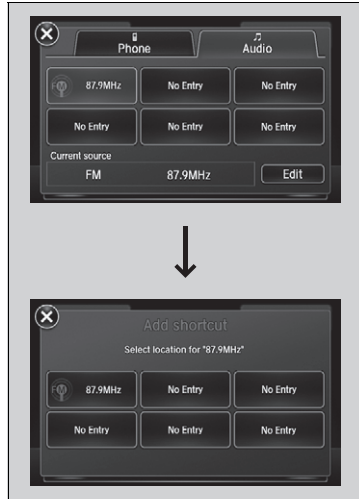 Phone Audio
FM 87.9MHz No Entry No Entry
No Entry No Entry No Entry
Current source
FM 87.9MHz Edit
Add shortcut
Select location for "87.9MHz"
FM 87.9MHz No Entry No Entry
No Entry No Entry No Entry